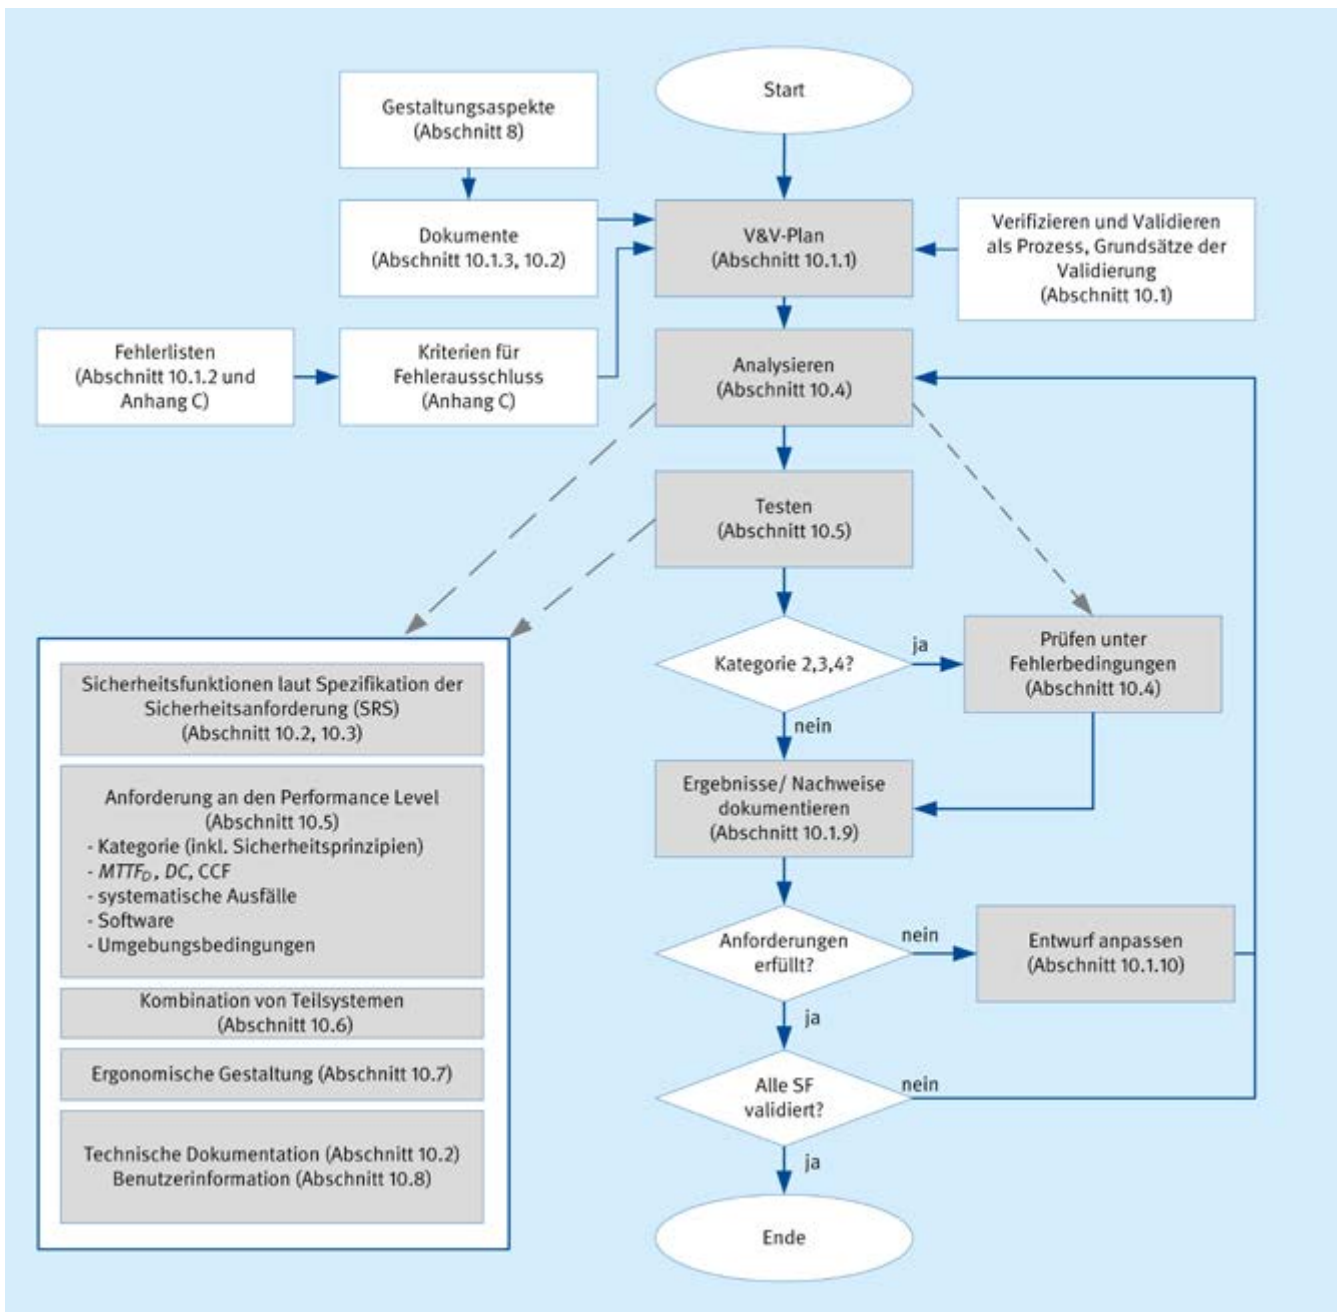 Start
Gestaltungsaspekte
(Abschnitt 8)
Dokumente
(Abschnitt 10.1.3, 10.2)
V&V-Plan
(Abschnitt 10.1.1)
Verifizieren und Validieren
als Prozess, Grundsätze der
Validierung
(Abschnitt 10.1)
Fehlerlisten
(Abschnitt 10.1.2 und
Anhang C)
Kriterien für
Fehlerausschluss
(Anhang C)
Analysieren
(Abschnitt 10.4)
Testen
(Abschnitt 10.5)
Kategorie 2,3,4?
ja
Prüfen unter
Fehlerbedingungen
(Abschnitt 10.4)
nein
Ergebnisse/ Nachweise
dokumentieren
(Abschnitt 10.1.9)
Anforderungen
erfüllt?
nein
Entwurf anpassen
(Abschnitt 10.1.10)
ja
Alle SF
validiert?
nein
ja
Ende
Sicherheitsfunktionen laut Spezifikation der
Sicherheitsanforderung (SRS)
(Abschnitt 10.2, 10.3)
Anforderung an den Performance Level
(Abschnitt 10.5)
- Kategorie (inkl. Sicherheitsprinzipien)
- MTTFD, DC, CCF
- systematische Ausfälle
- Software
- Umgebungsbedingungen
Kombination von Teilsystemen
(Abschnitt 10.6)
Ergonomische Gestaltung (Abschnitt 10.7)
Technische Dokumentation (Abschnitt 10.2)
Benutzerinformation (Abschnitt 10.8)